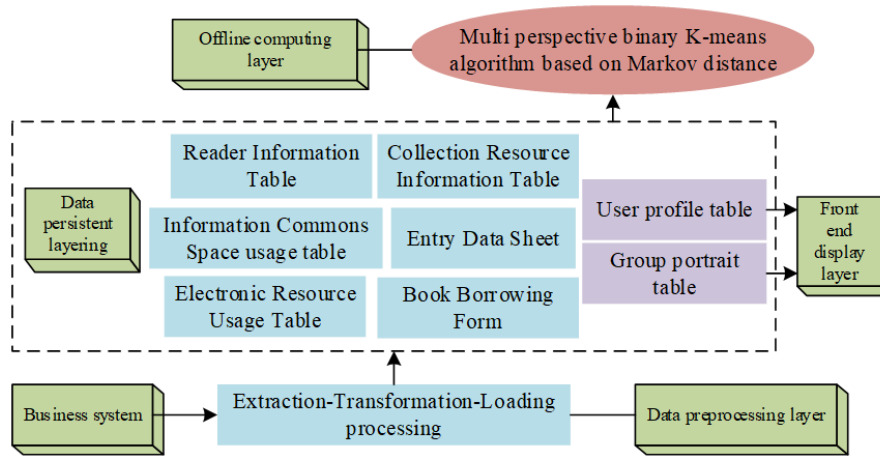 Offline computing
layer
Multi perspective binary K-means
algorithm based on Markov distance
Reader Information
Table
Collection Resource
Information Table
Data
persistent
layering
Information Commons
Space usage table
Entry Data Sheet
User profile table
Group portrait
table
Front
end
display
layer
Electronic Resource
Usage Table
Book Borrowing
Form
Business system
Extraction-Transformation-Loading
processing
Data preprocessing layer